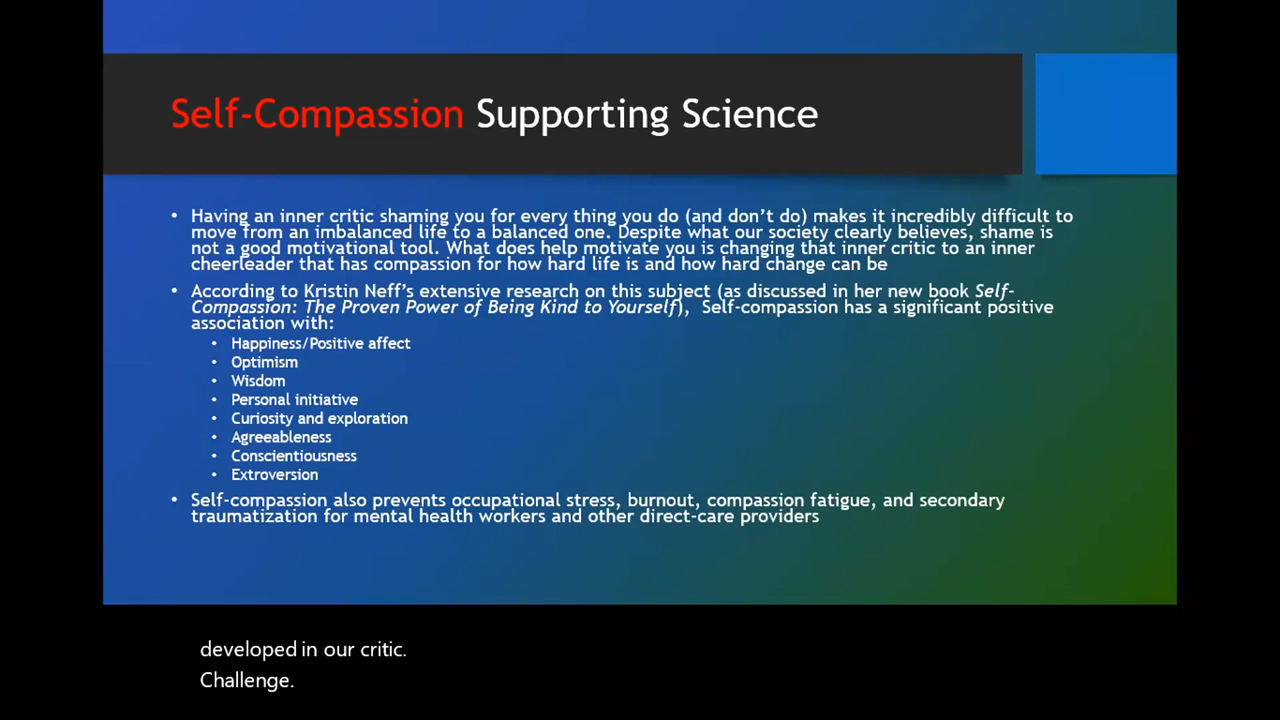 Self-Compassion Supporting Science
• Having an inner critic shaming you for every thing you do (and don't do) makes it incredibly difficult to
move from an imbalanced life to a balanced one. Despite what our society clearly believes, shame is
not a good motivational tool. What does help motivate you is changing that inner critic to an inner
cheerleader that has compassion for how hard life is and how hard change can be
• According to Kristin Neff's extensive research on this subject (as discussed in her new book Self-
Compassion: The Proven Power of Being Kind to Yourself), Self-compassion has a significant positive
association with:
• Happiness/Positive affect
• Optimism
• Wisdom
• Personal initiative
• Curiosity and exploration
• Agreeableness
• Conscientiousness
• Extroversion
• Self-compassion also prevents occupational stress, burnout, compassion fatigue, and secondary
traumatization for mental health workers and other direct-care providers
developed in our critic.
Challenge.